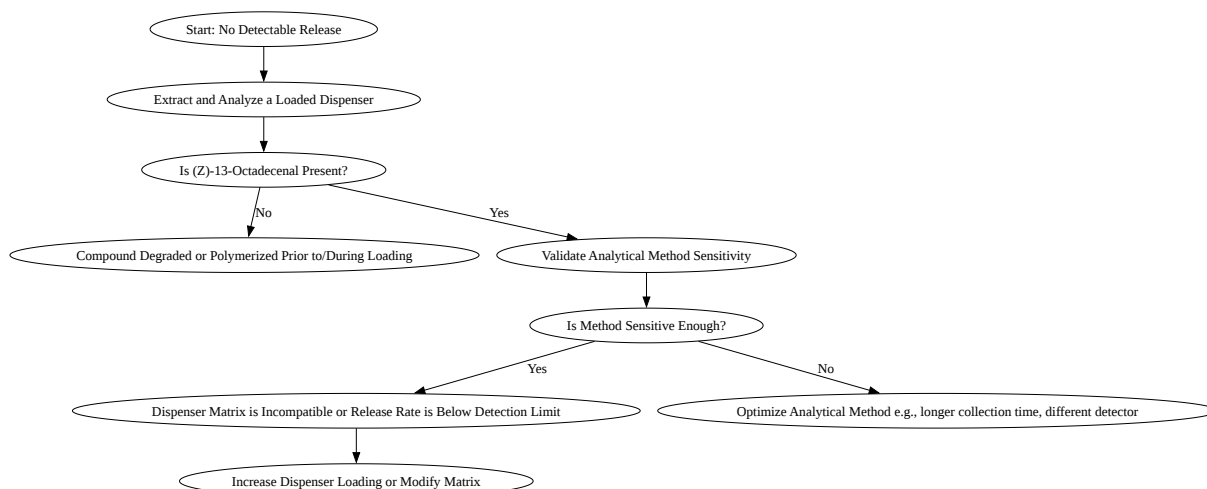 Start: No Detectable Release
Extract and Analyze a Loaded Dispenser
Is (Z)-13-Octadecenal Present?
No
Yes
Compound Degraded or Polymerized Prior to/During Loading
Validate Analytical Method Sensitivity
Is Method Sensitive Enough?
Yes
No
Dispenser Matrix is Incompatible or Release Rate is Below Detection Limit
Optimize Analytical Method e.g., longer collection time, different detector
Increase Dispenser Loading or Modify Matrix